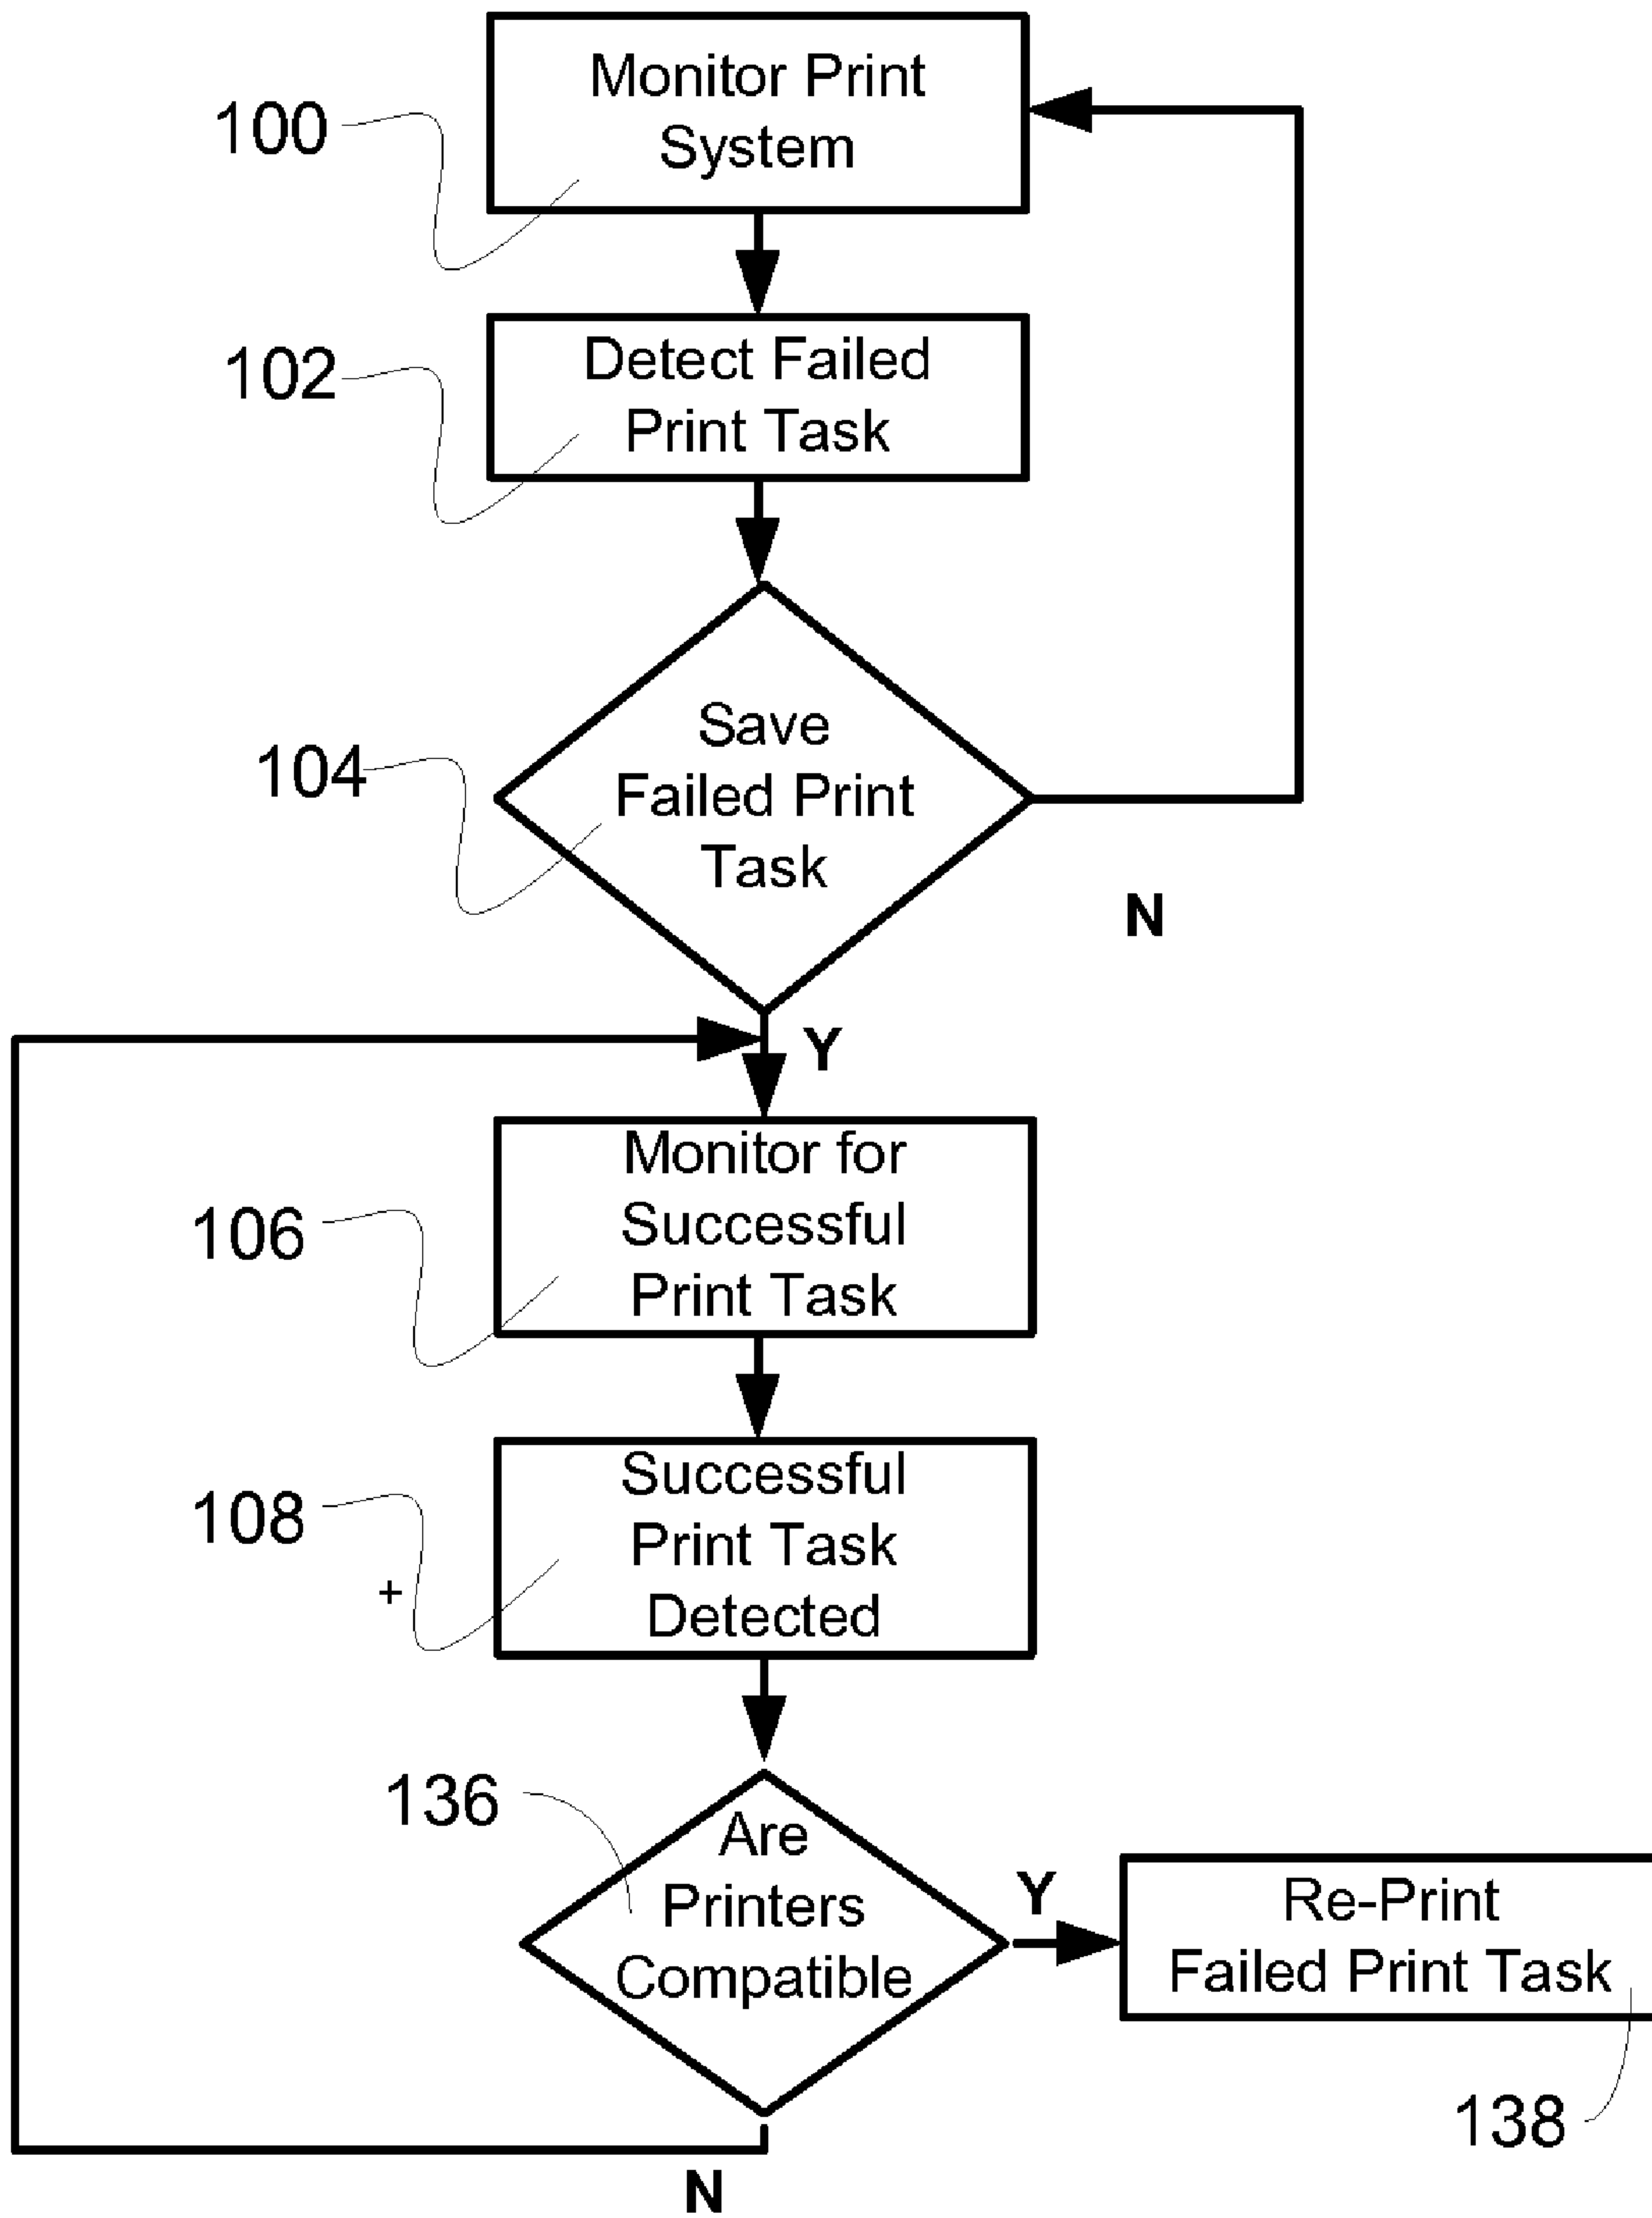 Monitor Print
System
100
Detect Failed
Print Task
102
Save
Failed Print
Task
104
N
Y
Monitor for
Successful
Print Task
106
Successful
Print Task
Detected
108
+
136
Are
Printers
Compatible
Y
Re-Print
Failed Print Task
138
N